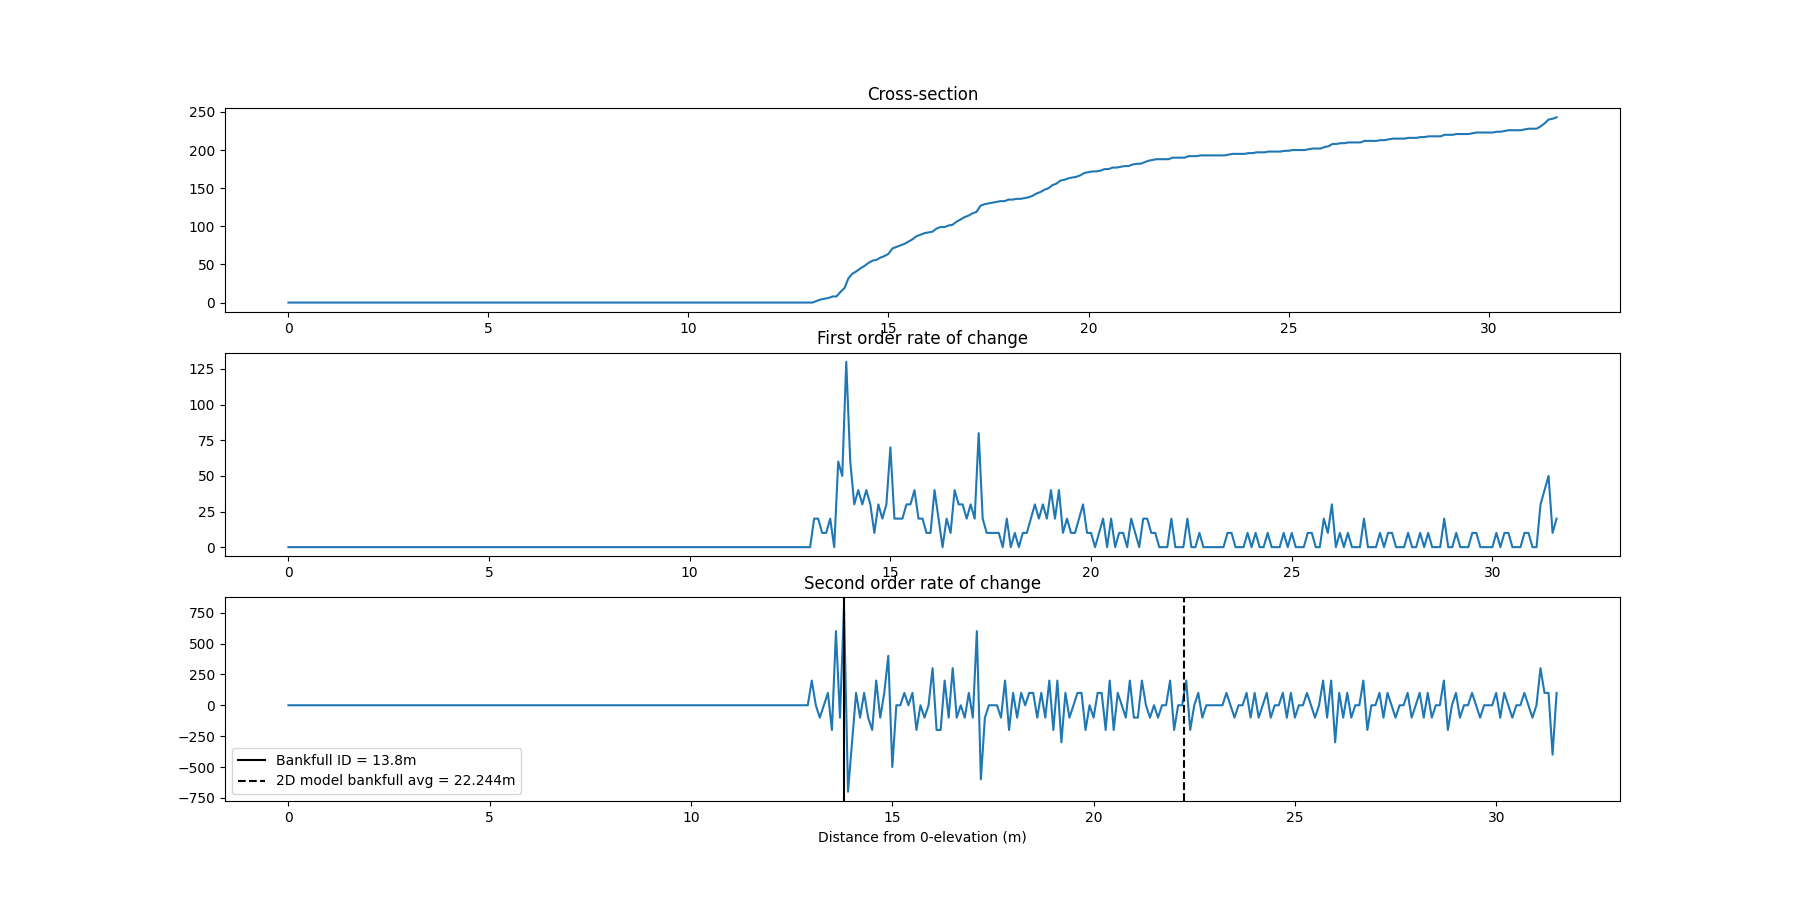 Cross-section
250
200
150
100
50
0
0 5 10 15 20 25 30
First order rate of change
125
100
75
50
25
0
0 5 10 15 20 25 30
Second order rate of change
750
500
250
0
−250
−500
−750
Bankfull ID = 13.8m
2D model bankfull avg = 22.244m
0 5 10 15 20 25 30
Distance from 0-elevation (m)